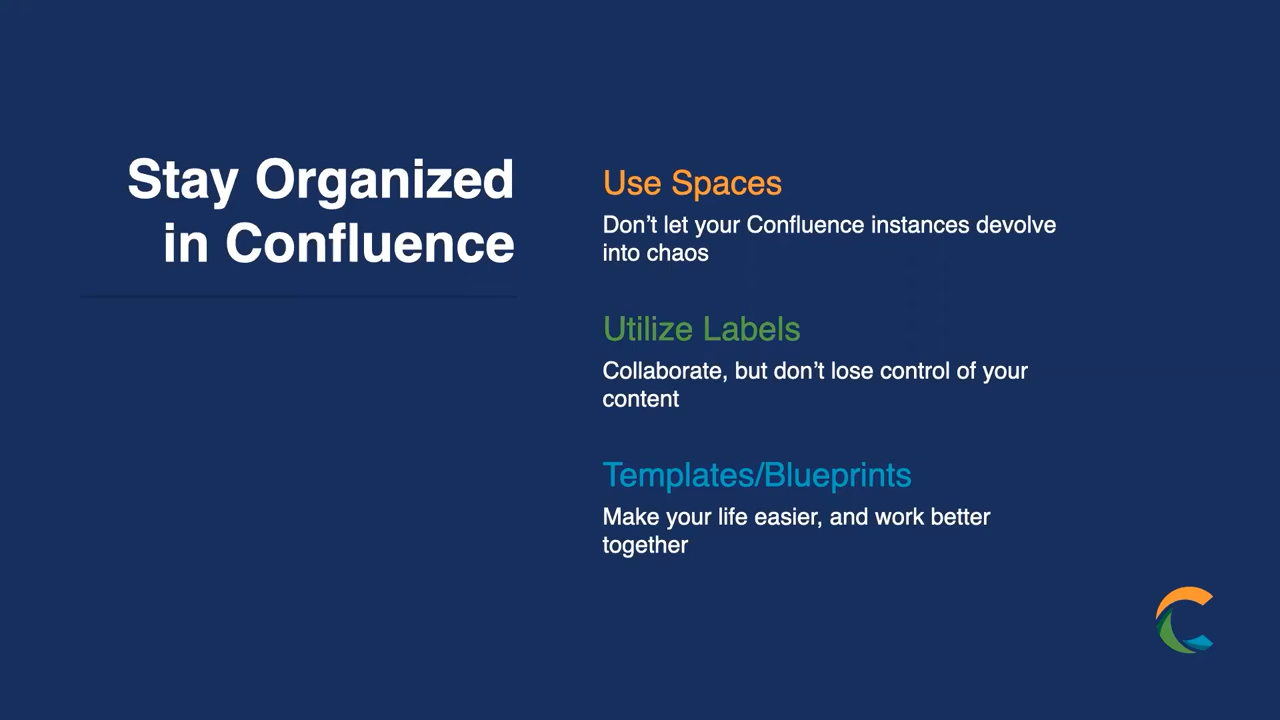 Stay Organized
in Confluence
Use Spaces
Don’t let your Confluence instances devolve
into chaos
Utilize Labels
Collaborate, but don’t lose control of your
content
Templates/Blueprints
Make your life easier, and work better
together